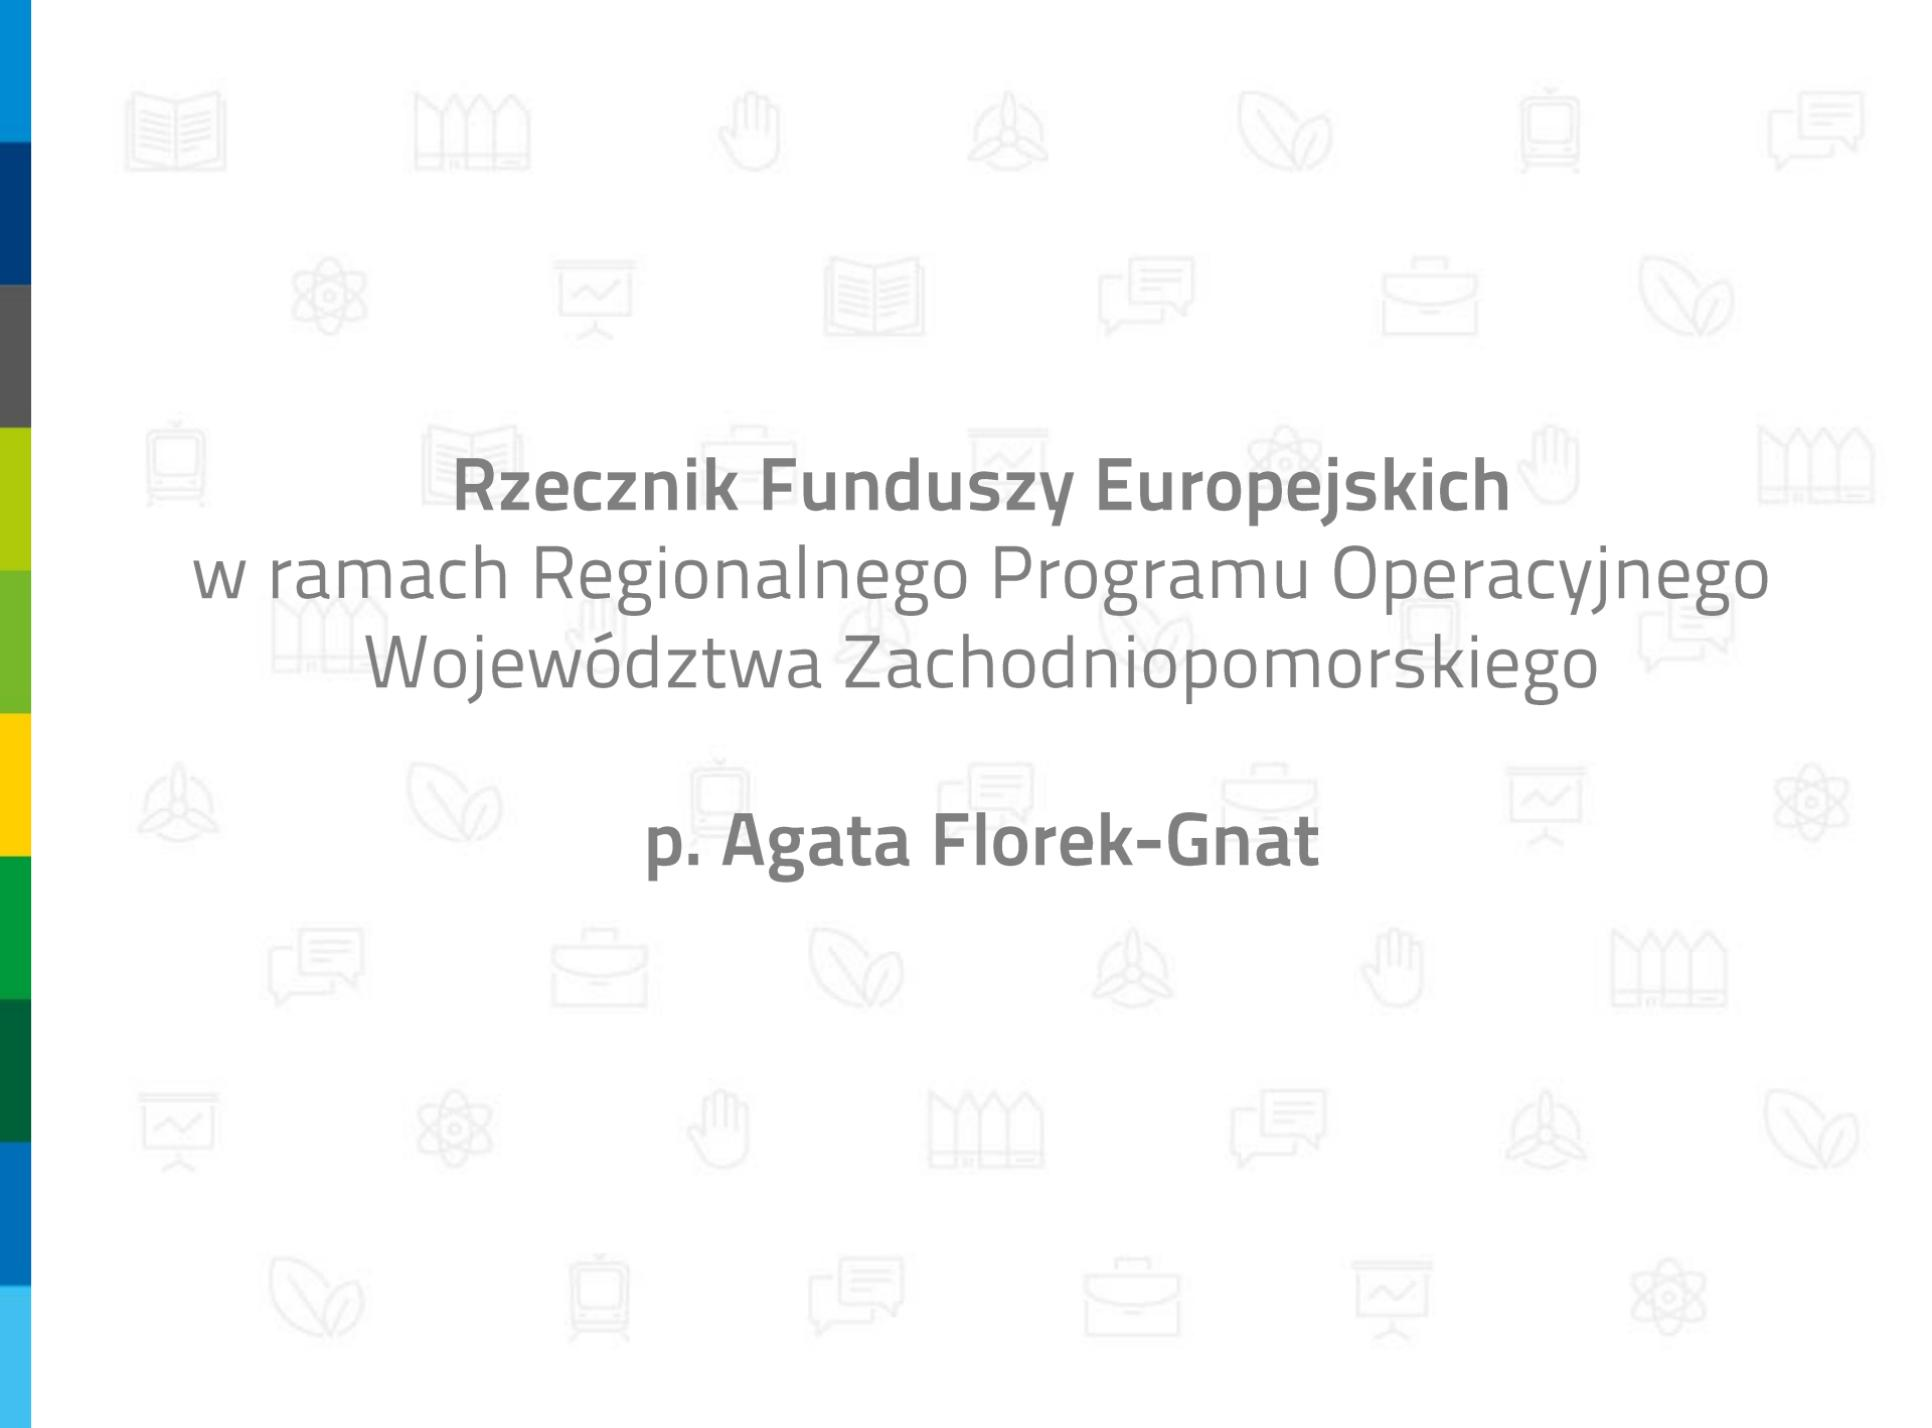 Rzecznik Funduszy Europejskich
w ramach Regionalnego Programu Operacyjnego
Województwa Zachodniopomorskiego
p. Agata Florek-Gnat